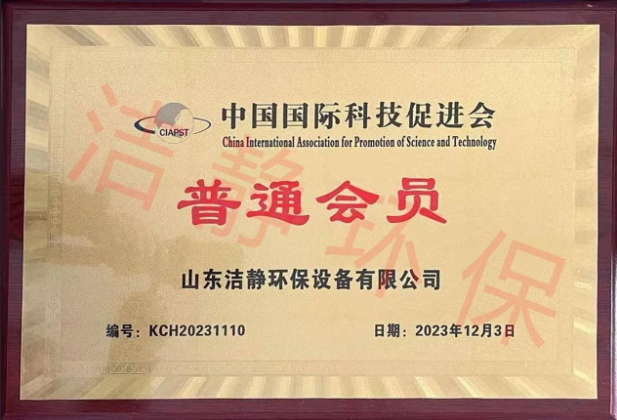 CIAPST
中国国际科技促进会
China International Association for Promotion of Science and Technology
普通会员
山东洁静环保设备有限公司
编号：KCH20231110
日期：2023年12月3日
洁静环保